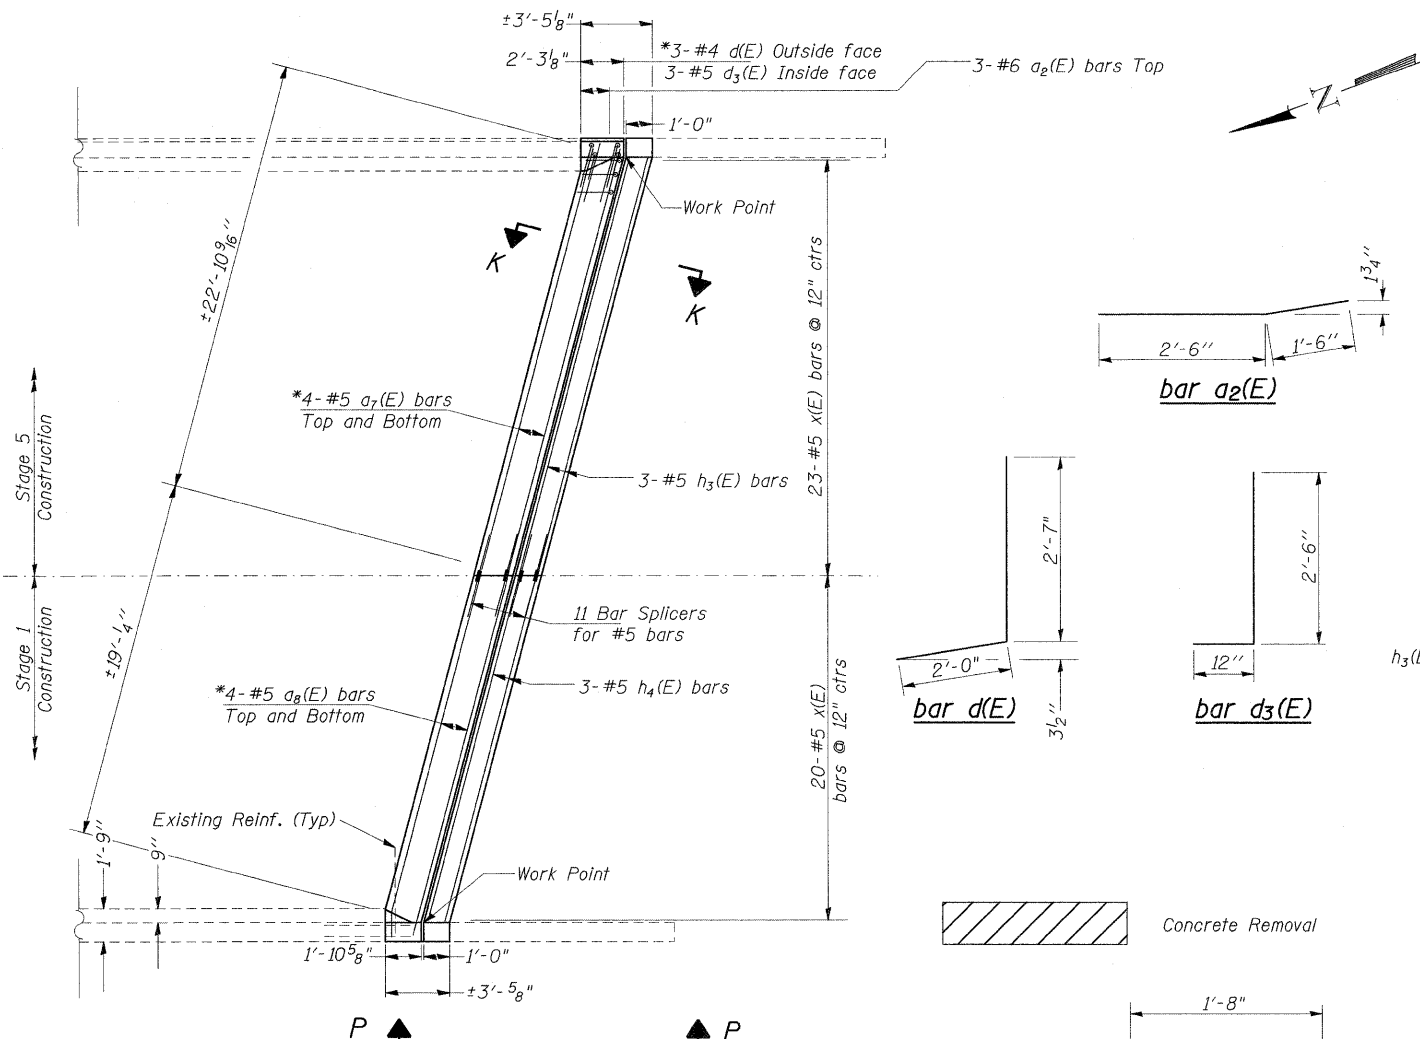 ±3'-5⅛"
2'-3⅛"
*3-#4 d(E) Outside face
3-#5 d3(E) Inside face
3-#6 a2(E) bars Top
N
1'-0"
Work Point
K
K
±22'-10 9/16"
23-#5 x(E) bars @ 12" ctrs
1¾"
2'-6"
1'-6"
bar a2(E)
*4-#5 a7(E) bars
Top and Bottom
3-#5 h3(E) bars
Stage 5
Construction
Stage 1
Construction
2'-7"
2'-0"
3½"
bar d(E)
2'-6"
12"
bar d3(E)
11 Bar Splicers
for #5 bars
±19'-¼"
*4-#5 a8(E) bars
Top and Bottom
3-#5 h4(E) bars
20-#5 x(E)
bars @ 12" ctrs
h3(
Existing Reinf. (Typ)
1'-9"
9"
Work Point
Concrete Removal
1'-10⅝"
1'-0"
±3'-⅝"
1'-8"
P
P